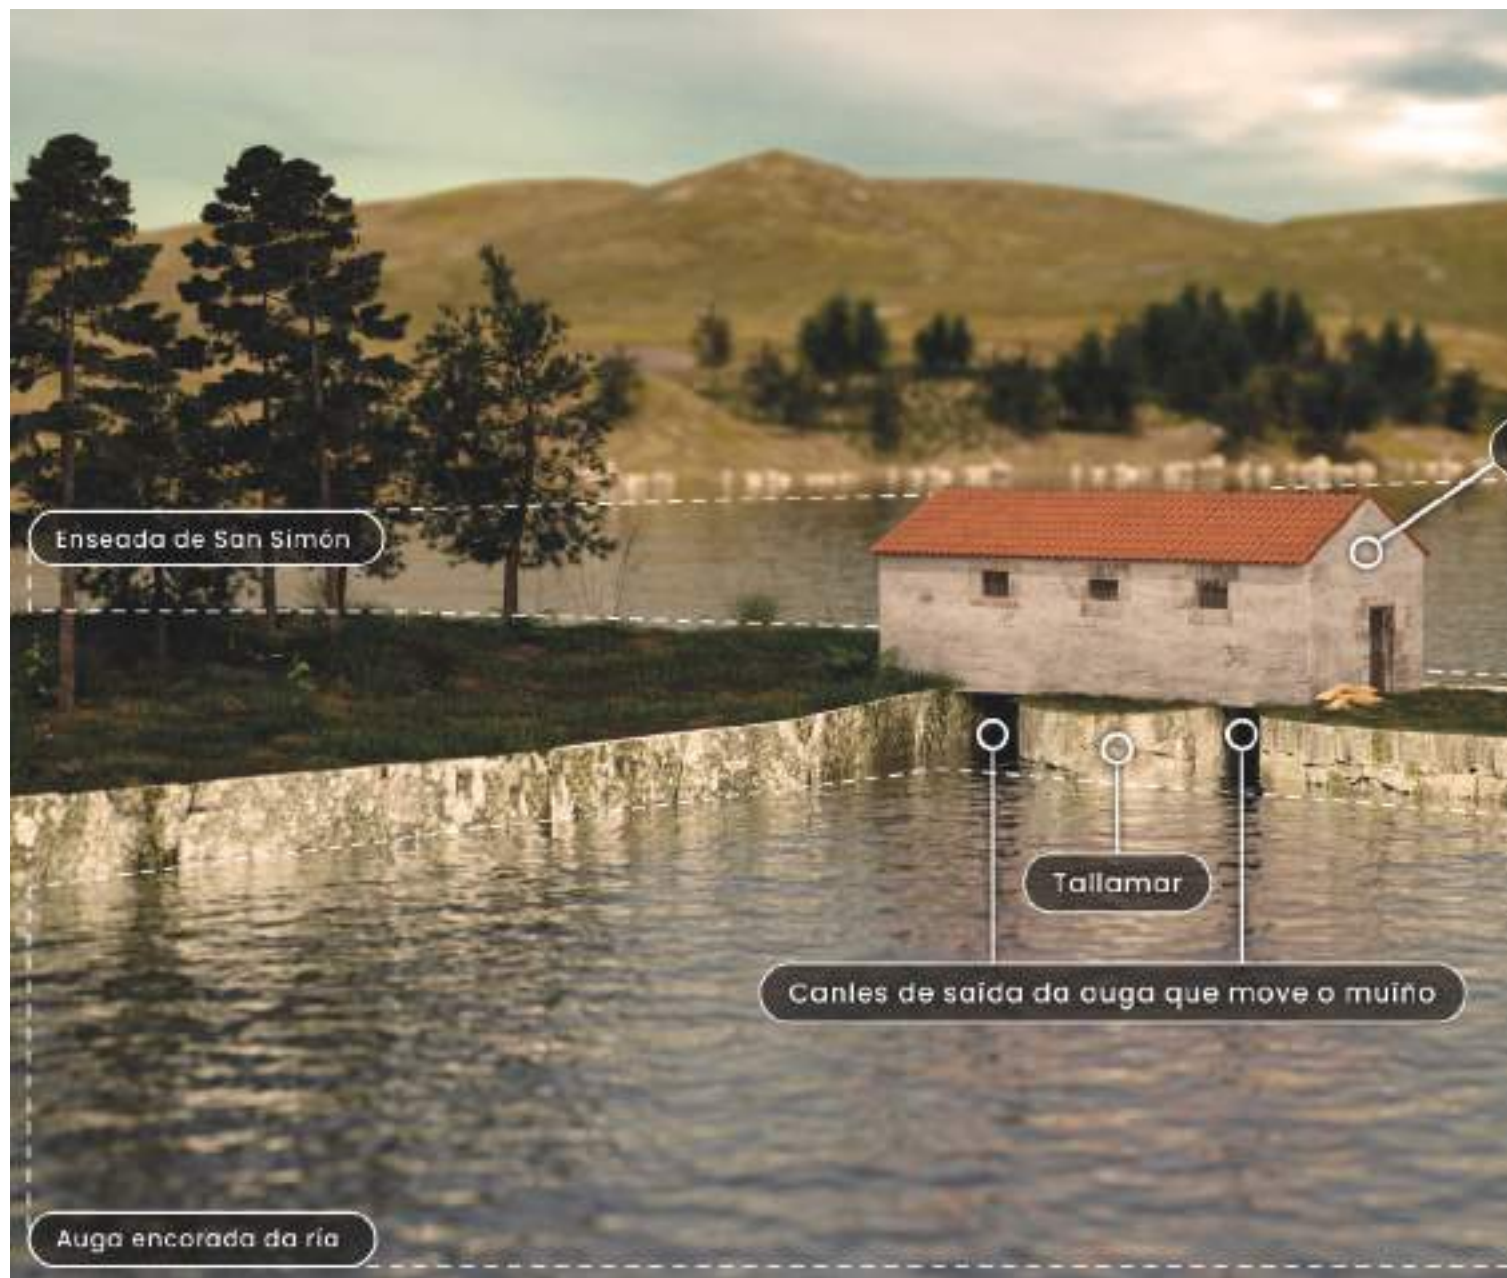 Enseada de San Simón
Tallamar
Canles de saída da auga que move o muíño
Auga encorada da ría